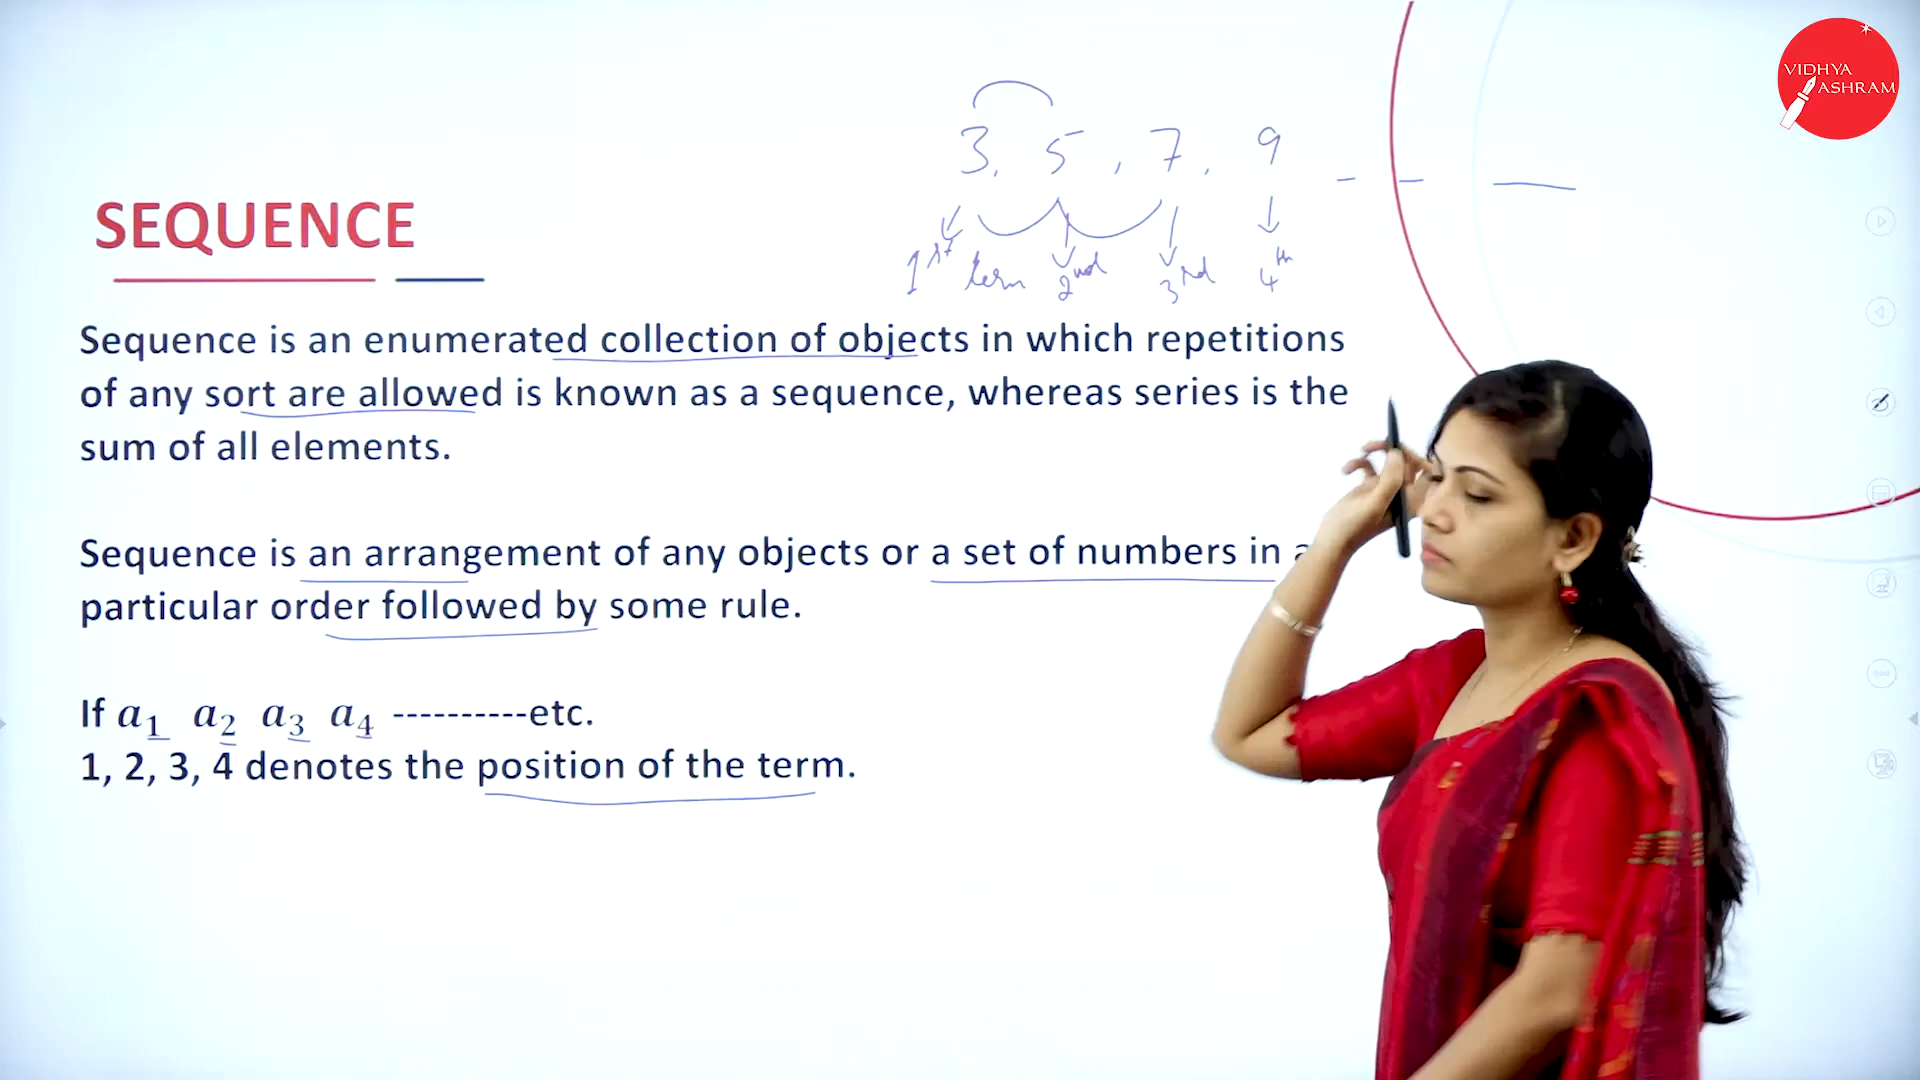 VIDHYA
ASHRAM
3, 5, 7, 9 - - —
1st term 2nd 3rd 4th
SEQUENCE
Sequence is an enumerated collection of objects in which repetitions
of any sort are allowed is known as a sequence, whereas series is the
sum of all elements.
Sequence is an arrangement of any objects or a set of numbers in a
particular order followed by some rule.
If a₁ a₂ a₃ a₄ ----------etc.
1, 2, 3, 4 denotes the position of the term.